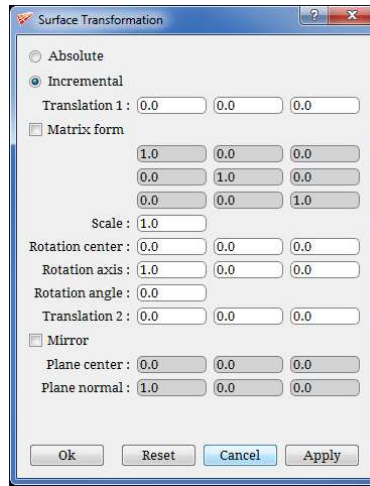 Surface Transformation
Absolute
Incremental
Translation 1 : 0.0 0.0 0.0
Matrix form
1.0 0.0 0.0
0.0 1.0 0.0
0.0 0.0 1.0
Scale : 1.0
Rotation center : 0.0 0.0 0.0
Rotation axis : 1.0 0.0 0.0
Rotation angle : 0.0
Translation 2 : 0.0 0.0 0.0
Mirror
Plane center : 0.0 0.0 0.0
Plane normal : 1.0 0.0 0.0
Ok Reset Cancel Apply